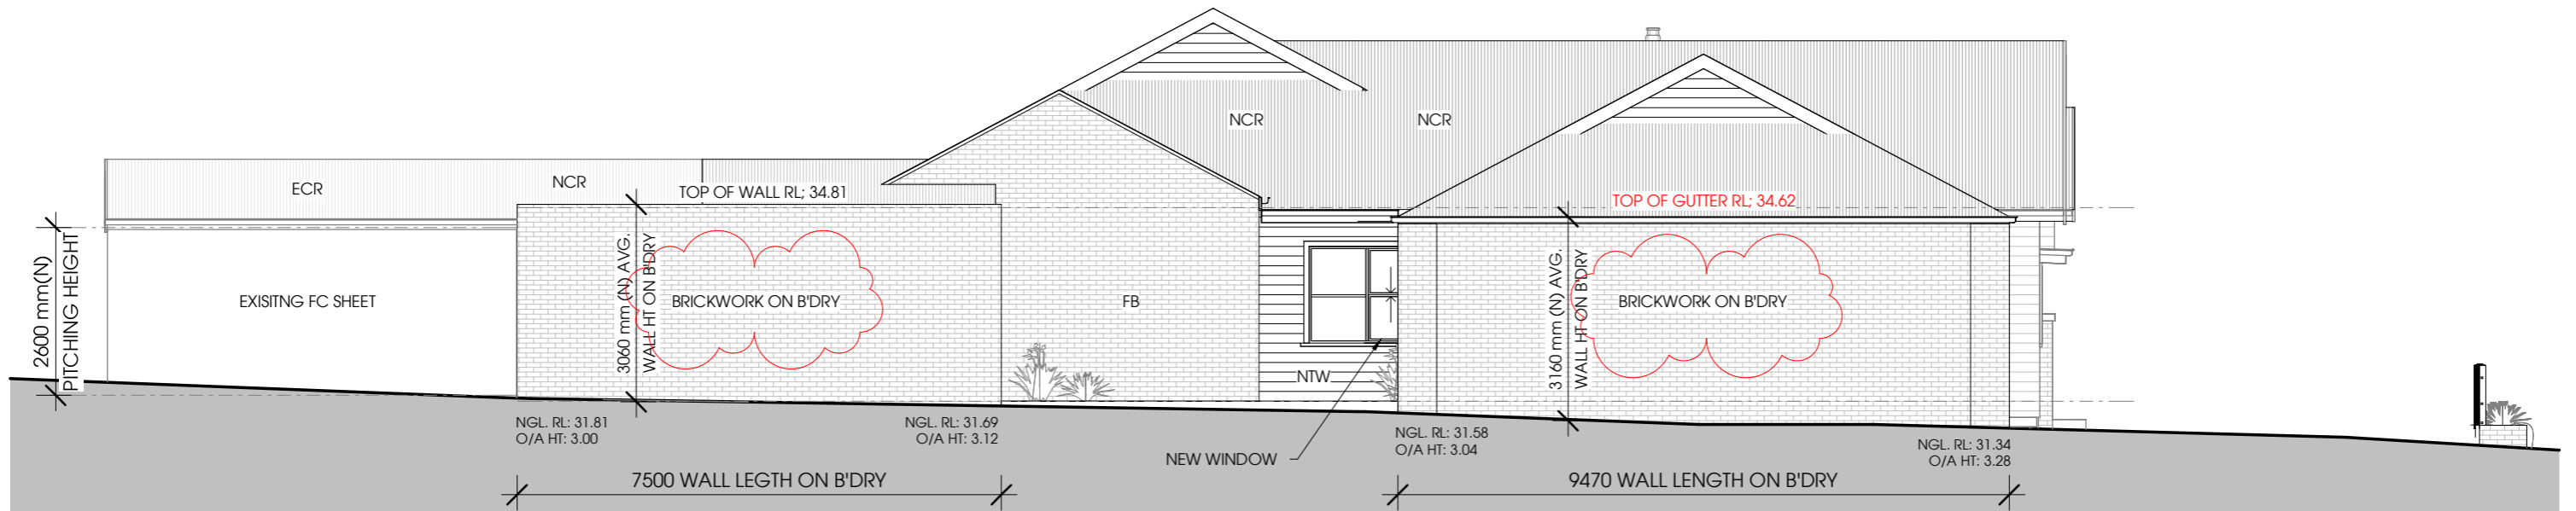 NCR
NCR
ECR
NCR
TOP OF WALL RL; 34.81
TOP OF GUTTER RL; 34.62
2600 mm(N)
PITCHING HEIGHT
EXISITNG FC SHEET
3060 mm (N) AVG.
WALL HT ON B'DRY
BRICKWORK ON B'DRY
FB
NTW
3160 mm (N) AVG.
WALL HT ON B'DRY
BRICKWORK ON B'DRY
NGL. RL: 31.81
O/A HT: 3.00
NGL. RL: 31.69
O/A HT: 3.12
NEW WINDOW
NGL. RL: 31.58
O/A HT: 3.04
NGL. RL: 31.34
O/A HT: 3.28
7500 WALL LEGTH ON B'DRY
9470 WALL LENGTH ON B'DRY